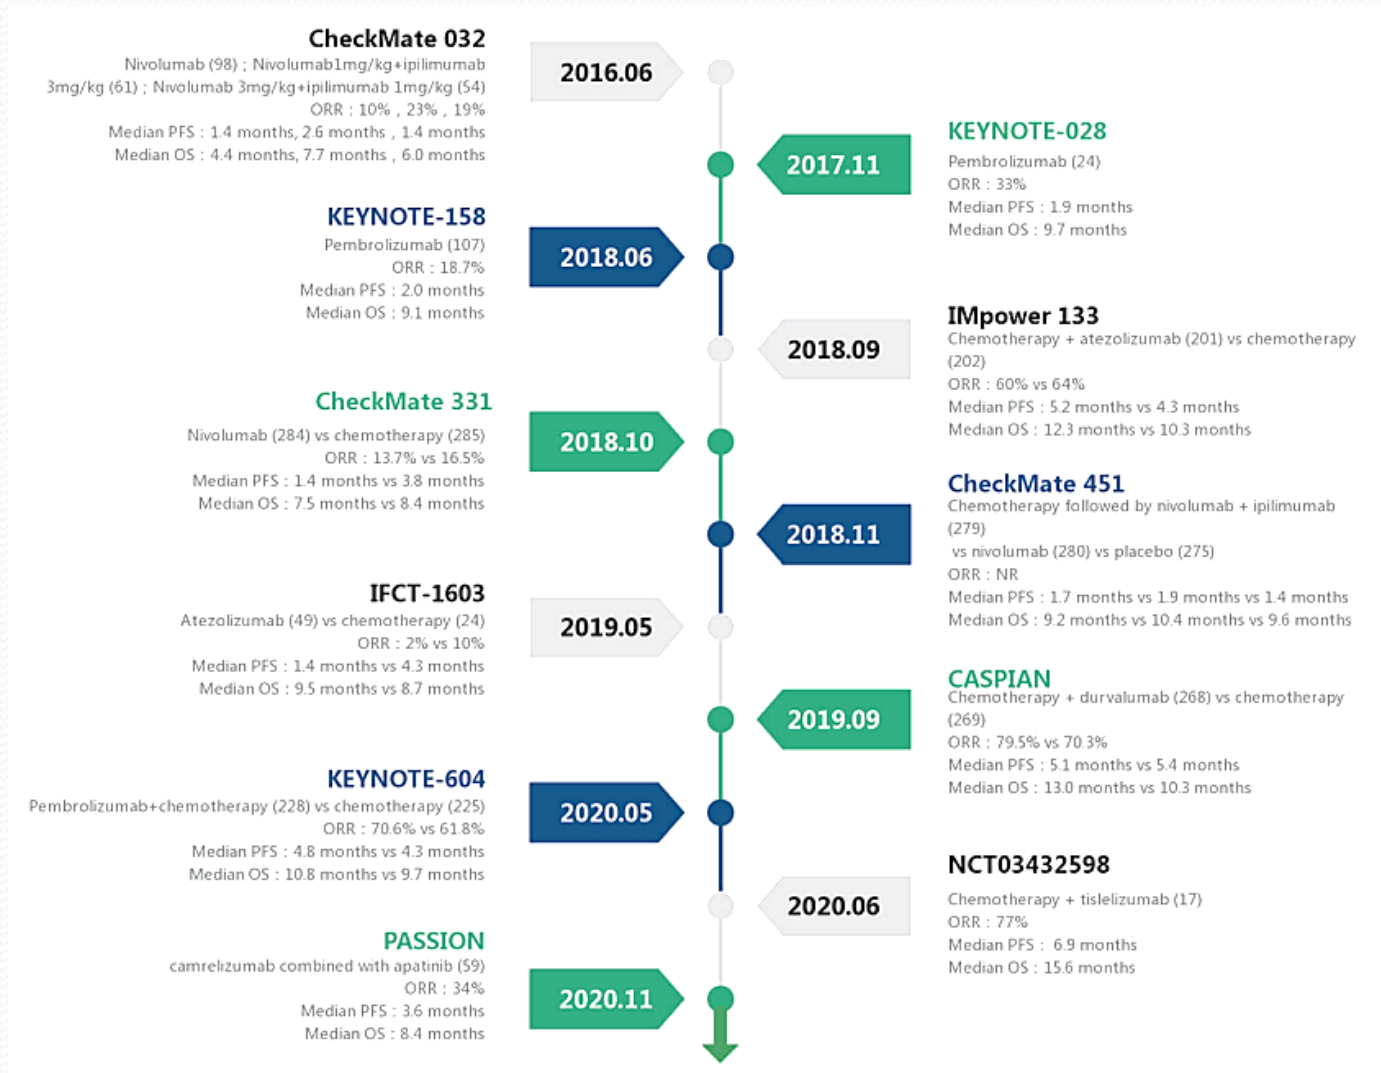 CheckMate 032
Nivolumab (98) ; Nivolumab1mg/kg+ipilimumab
3mg/kg (61) ; Nivolumab 3mg/kg+ipilimumab 1mg/kg (54)
ORR : 10% , 23% , 19%
Median PFS : 1.4 months, 2.6 months , 1.4 months
Median OS : 4.4 months, 7.7 months , 6.0 months
2016.06
2017.11
KEYNOTE-028
Pembrolizumab (24)
ORR : 33%
Median PFS : 1.9 months
Median OS : 9.7 months
KEYNOTE-158
Pembrolizumab (107)
ORR : 18.7%
Median PFS : 2.0 months
Median OS : 9.1 months
2018.06
2018.09
IMpower 133
Chemotherapy + atezolizumab (201) vs chemotherapy
(202)
ORR : 60% vs 64%
Median PFS : 5.2 months vs 4.3 months
Median OS : 12.3 months vs 10.3 months
CheckMate 331
Nivolumab (284) vs chemotherapy (285)
ORR : 13.7% vs 16.5%
Median PFS : 1.4 months vs 3.8 months
Median OS : 7.5 months vs 8.4 months
2018.10
2018.11
CheckMate 451
Chemotherapy followed by nivolumab + ipilimumab
(279)
vs nivolumab (280) vs placebo (275)
ORR : NR
Median PFS : 1.7 months vs 1.9 months vs 1.4 months
Median OS : 9.2 months vs 10.4 months vs 9.6 months
IFCT-1603
Atezolizumab (49) vs chemotherapy (24)
ORR : 2% vs 10%
Median PFS : 1.4 months vs 4.3 months
Median OS : 9.5 months vs 8.7 months
2019.05
2019.09
CASPIAN
Chemotherapy + durvalumab (268) vs chemotherapy
(269)
ORR : 79.5% vs 70.3%
Median PFS : 5.1 months vs 5.4 months
Median OS : 13.0 months vs 10.3 months
KEYNOTE-604
Pembrolizumab+chemotherapy (228) vs chemotherapy (225)
ORR : 70.6% vs 61.8%
Median PFS : 4.8 months vs 4.3 months
Median OS : 10.8 months vs 9.7 months
2020.05
2020.06
NCT03432598
Chemotherapy + tislelizumab (17)
ORR : 77%
Median PFS : 6.9 months
Median OS : 15.6 months
PASSION
camrelizumab combined with apatinib (59)
ORR : 34%
Median PFS : 3.6 months
Median OS : 8.4 months
2020.11